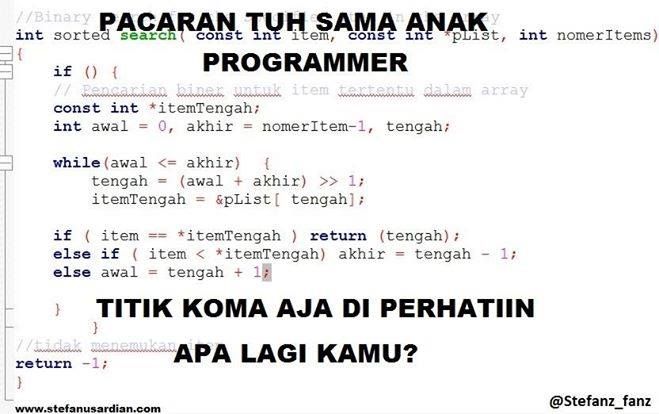 //Binary
PACARAN TUH SAMA ANAK
int sorted search( const int item, const int *pList, int nomerItems)
{
PROGRAMMER
if () {
// Pencarian biner untuk item tertentu dalam array
const int *itemTengah;
int awal = 0, akhir = nomerItem-1, tengah;
while(awal <= akhir) {
tengah = (awal + akhir) >> 1;
itemTengah = &pList[ tengah];
if ( item == *itemTengah ) return (tengah);
else if ( item < *itemTengah) akhir = tengah - 1;
else awal = tengah + 1;
} TITIK KOMA AJA DI PERHATIIN
}
//tidak menemukan item
APA LAGI KAMU?
return -1;
}
www.stefanusardian.com
@Stefanz_fanz